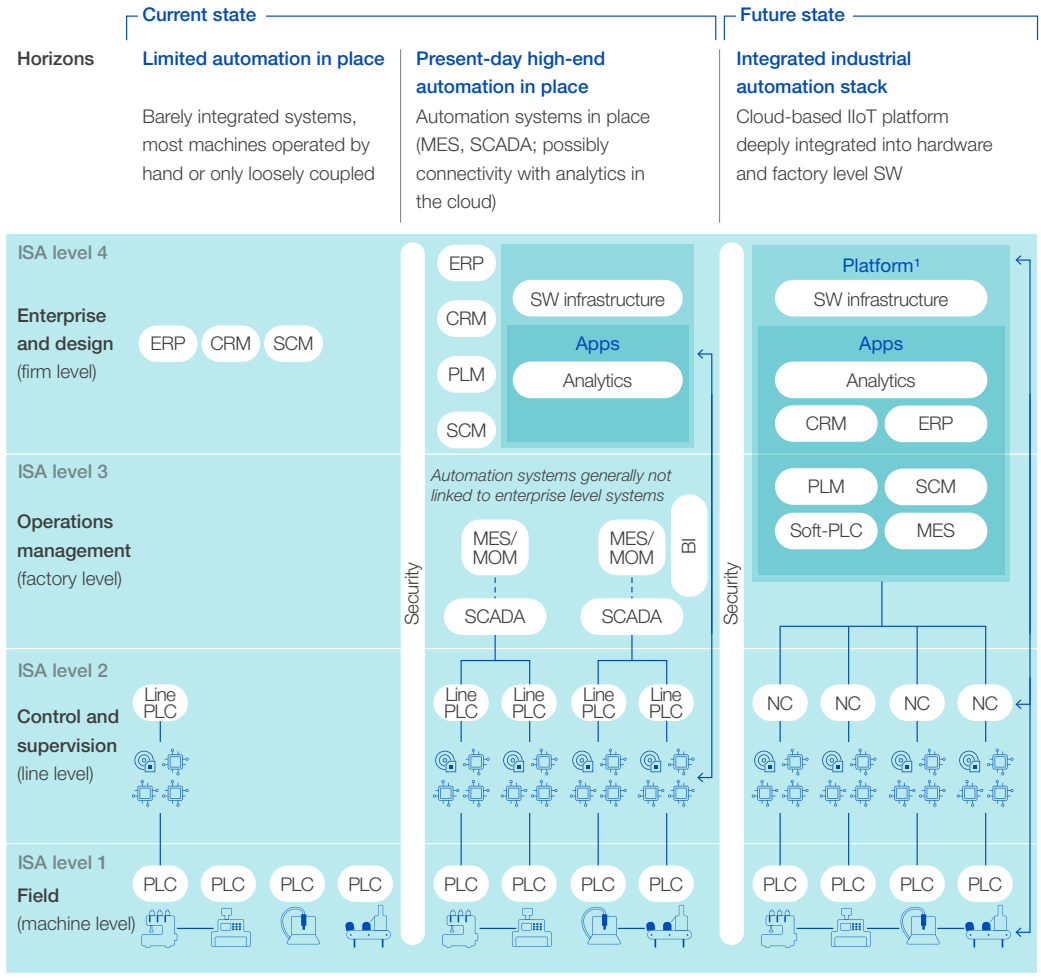 Current state
Future state
Horizons
Limited automation in place
Barely integrated systems,
most machines operated by
hand or only loosely coupled
Present-day high-end
automation in place
Automation systems in place
(MES, SCADA; possibly
connectivity with analytics in
the cloud)
Integrated industrial
automation stack
Cloud-based IIoT platform
deeply integrated into hardware
and factory level SW
ISA level 4
Enterprise
and design
(firm level)
ERP CRM SCM
Security
ERP
CRM
PLM
SCM
SW infrastructure
Apps
Analytics
Security
Platform¹
SW infrastructure
Apps
Analytics
CRM ERP
ISA level 3
Operations
management
(factory level)
Automation systems generally not
linked to enterprise level systems
MES/
MOM
MES/
MOM
BI
SCADA SCADA
PLM SCM
Soft-PLC MES
ISA level 2
Control and
supervision
(line level)
Line
PLC
Line
PLC
Line
PLC
Line
PLC
Line
PLC
NC NC NC NC
ISA level 1
Field
(machine level)
PLC PLC PLC PLC
PLC PLC PLC PLC
PLC PLC PLC PLC